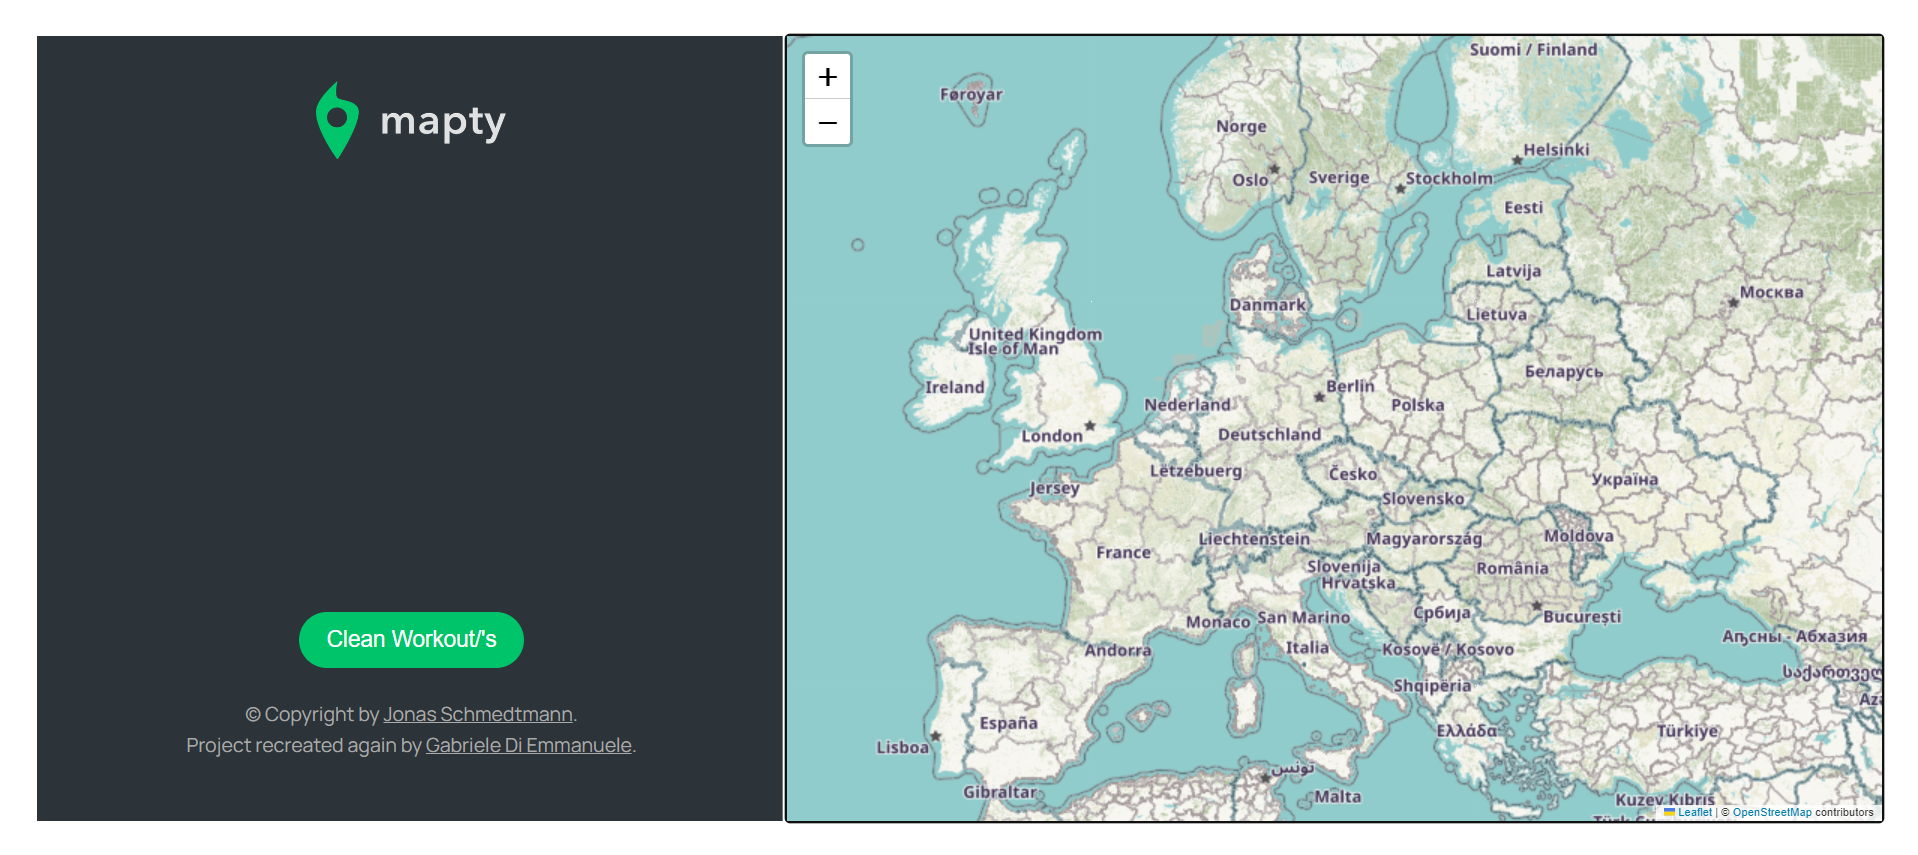 mapty
Clean Workout/'s
© Copyright by Jonas Schmedtmann.
Project recreated again by Gabriele Di Emmanuele.
+
−
Suomi / Finland
Føroyar
Norge
Helsinki
Oslo
Sverige
Stockholm
Eesti
Latvija
Москва
Danmark
Lietuva
United Kingdom
Isle of Man
Беларусь
Ireland
Berlin
Nederland
Polska
London
Deutschland
Lëtzebuerg
Česko
Україна
Jersey
Slovensko
Liechtenstein
Magyarország
Moldova
France
Slovenija
România
Hrvatska
Србија
București
Monaco
San Marino
Аҧсны - Абхазия
Andorra
Italia
Kosovë / Kosovo
Shqipëria
España
Ελλάδα
Türkiye
Lisboa
تونس
Gibraltar
Malta
Kuzey Kıbrıs
Leaflet | © OpenStreetMap contributors